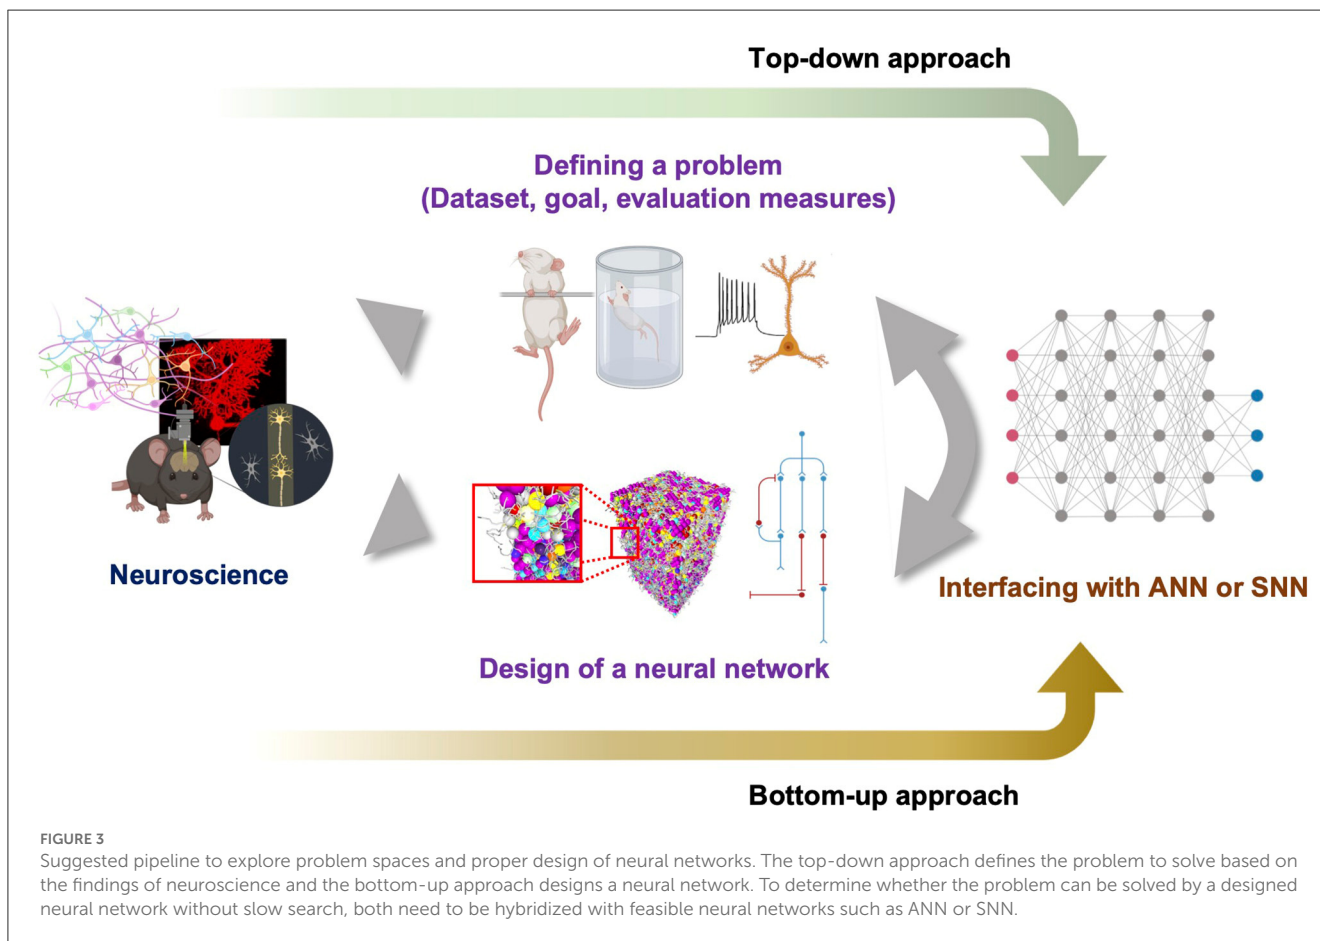 Top-down approach
Defining a problem
(Dataset, goal, evaluation measures)
Neuroscience
Interfacing with ANN or SNN
Design of a neural network
Bottom-up approach
FIGURE 3
Suggested pipeline to explore problem spaces and proper design of neural networks. The top-down approach defines the problem to solve based on
the findings of neuroscience and the bottom-up approach designs a neural network. To determine whether the problem can be solved by a designed
neural network without slow search, both need to be hybridized with feasible neural networks such as ANN or SNN.